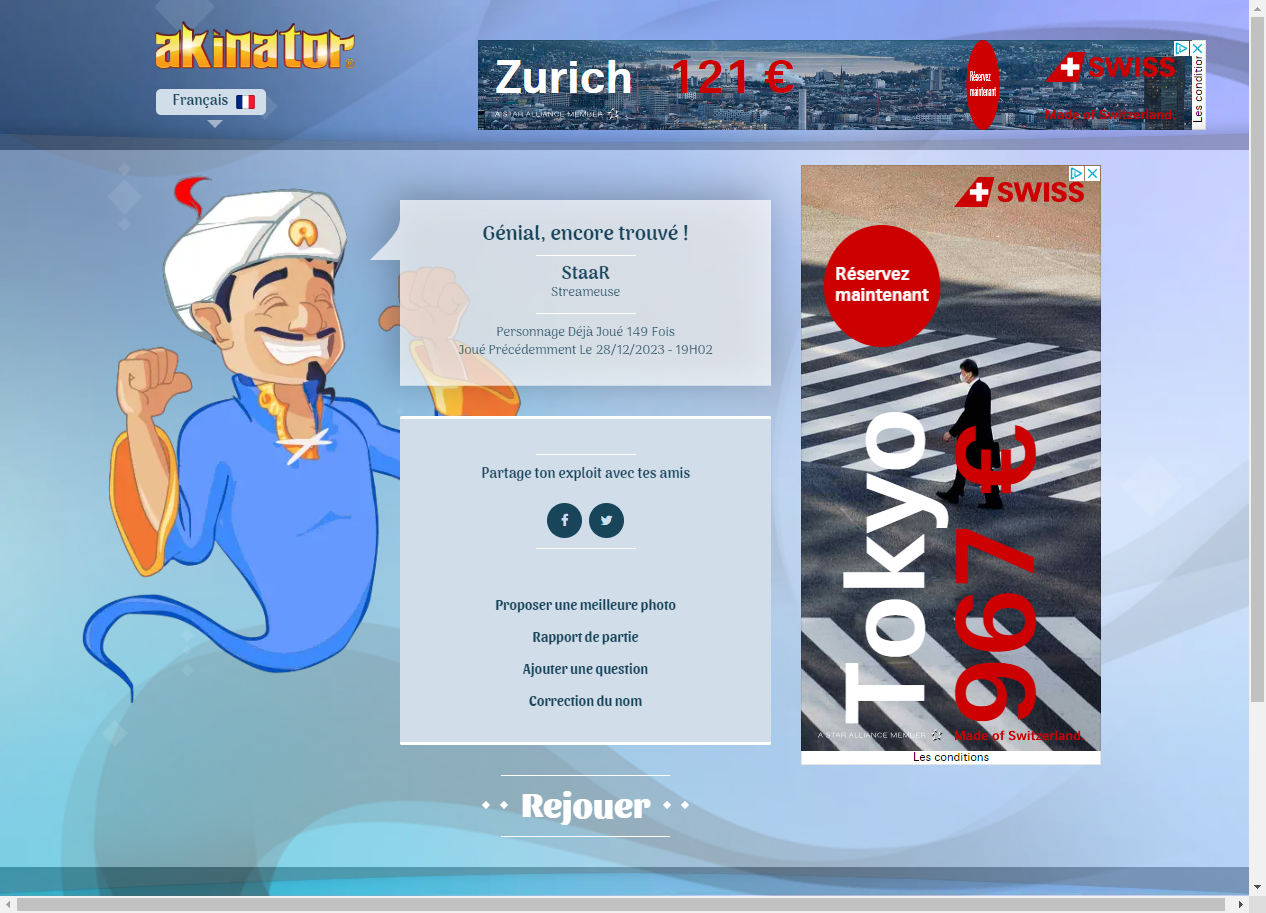 akinator
Français
Zurich 121 €
A STAR ALLIANCE MEMBER
Réservez
maintenant
SWISS
Made of Switzerland.
Génial, encore trouvé !
StaaR
Streameuse
Personnage Déjà Joué 149 Fois
Joué Précédemment Le 28/12/2023 - 19H02
Partage ton exploit avec tes amis
Proposer une meilleure photo
Rapport de partie
Ajouter une question
Correction du nom
Rejouer
SWISS
Réservez
maintenant
Tokyo
967 €
A STAR ALLIANCE MEMBER
Made of Switzerland.
Les conditions